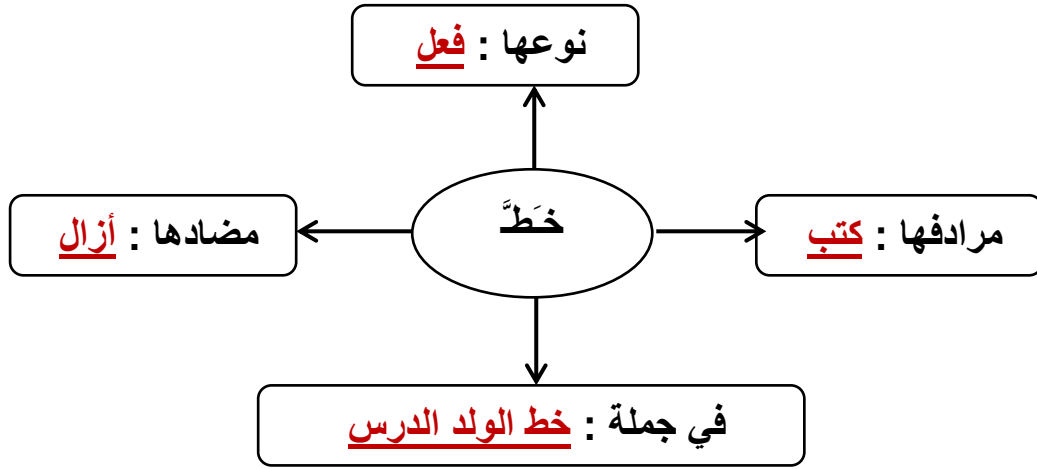 نوعها : فعل
خَطَّ
مرادفها : كتب
مضادها : أزال
في جملة : خط الولد الدرس